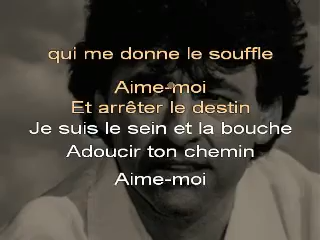 qui me donne le souffle
Aime-moi
Et arrêter le destin
Je suis le sein et la bouche
Adoucir ton chemin
Aime-moi